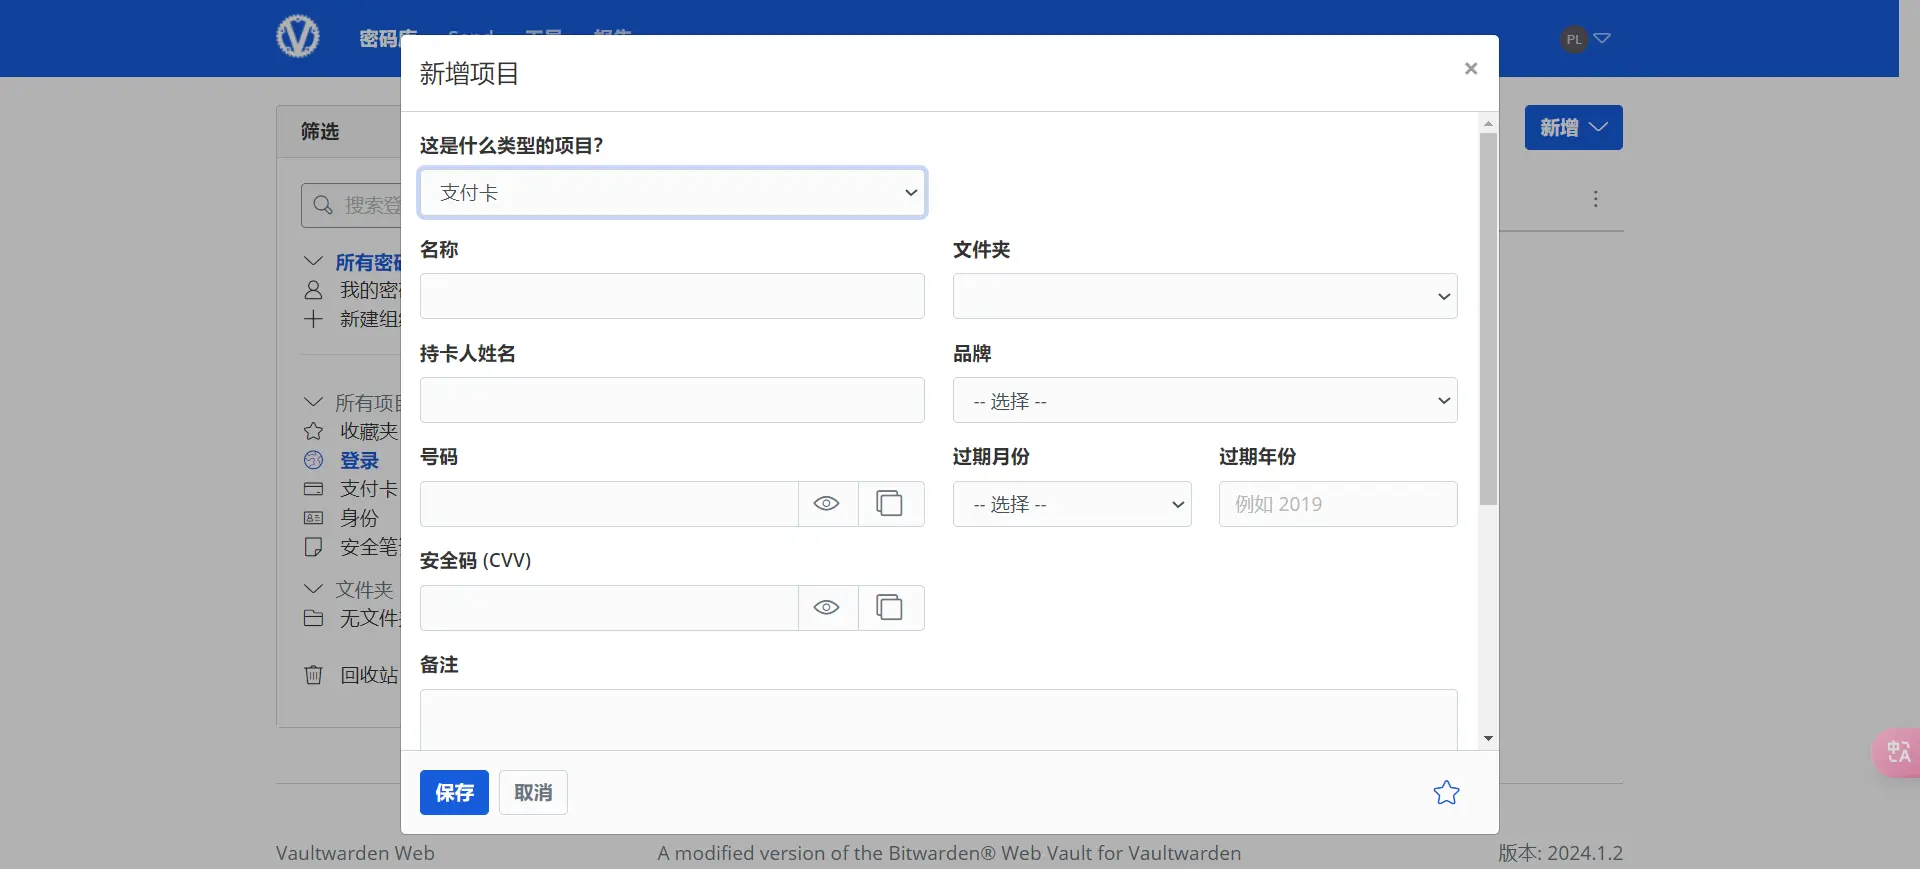 密码库
PL
新增项目
×
筛选
新增
这是什么类型的项目?
支付卡
搜索登
名称
文件夹
所有密码
我的密
新建组
持卡人姓名
品牌
-- 选择 --
所有项目
收藏夹
登录
支付卡
身份
安全笔
号码
过期月份
过期年份
-- 选择 --
例如 2019
安全码 (CVV)
文件夹
无文件
备注
回收站
保存
取消
中A
Vaultwarden Web
A modified version of the Bitwarden® Web Vault for Vaultwarden
版本: 2024.1.2